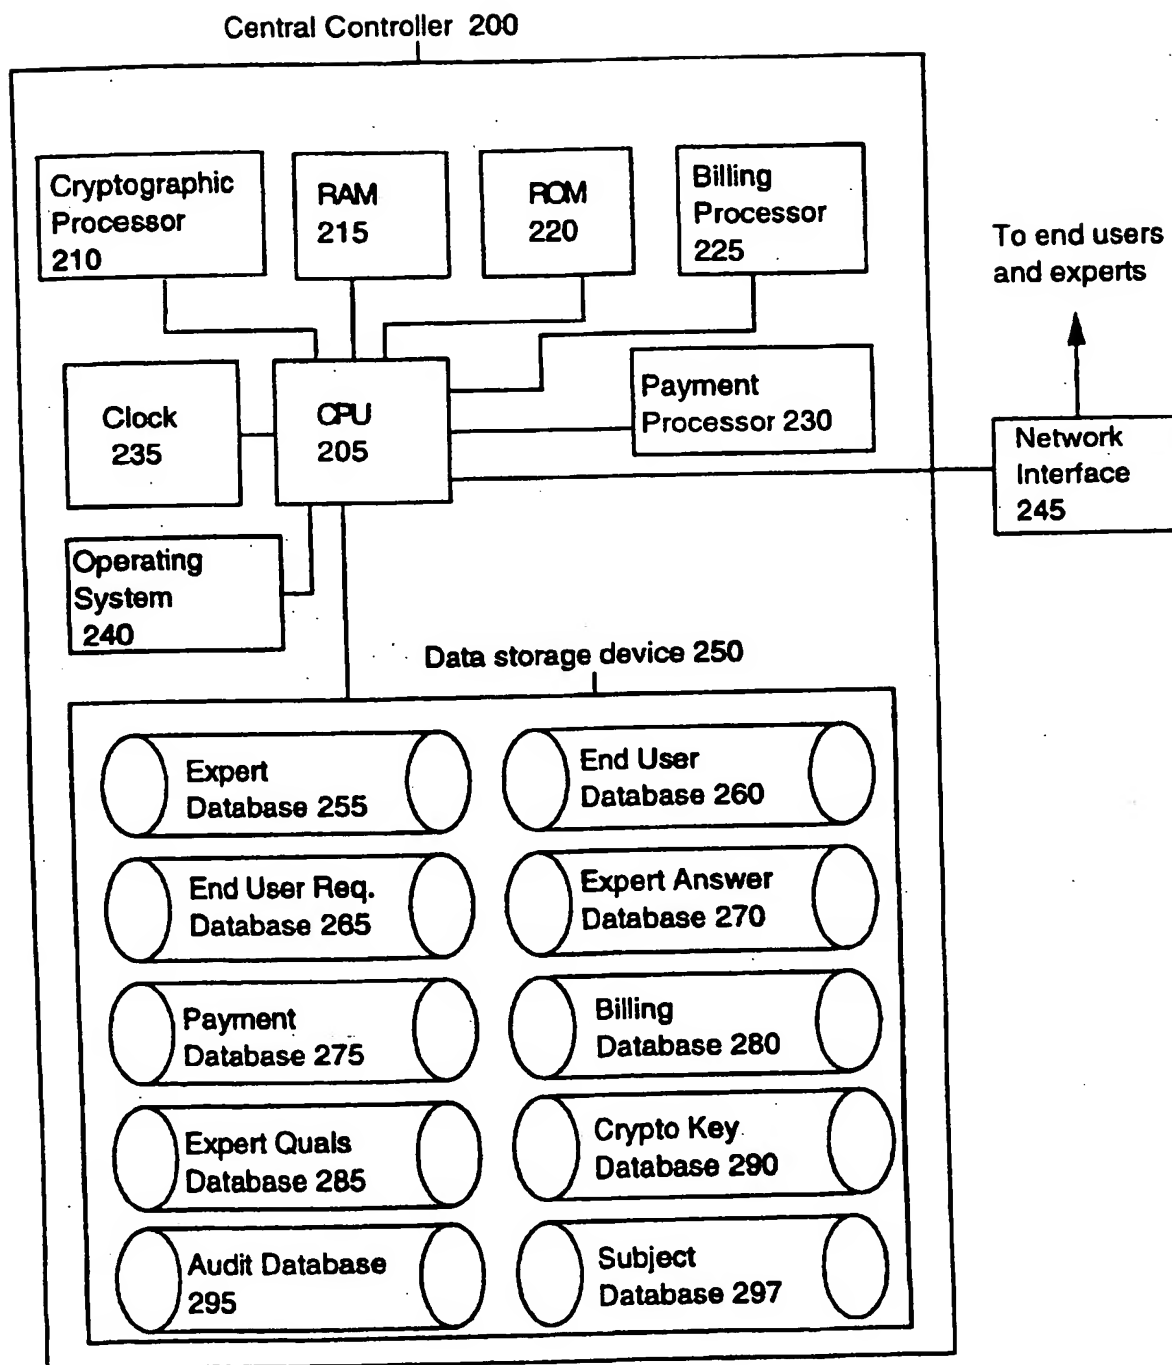 Central Controller 200
Cryptographic
Processor
210
RAM
215
ROM
220
Billing
Processor
225
To end users
and experts
Clock
235
CPU
205
Payment
Processor 230
Network
Interface
245
Operating
System
240
Data storage device 250
Expert
Database 255
End User
Database 260
End User Req.
Database 265
Expert Answer
Database 270
Payment
Database 275
Billing
Database 280
Expert Quals
Database 285
Crypto Key
Database 290
Audit Database
295
Subject
Database 297